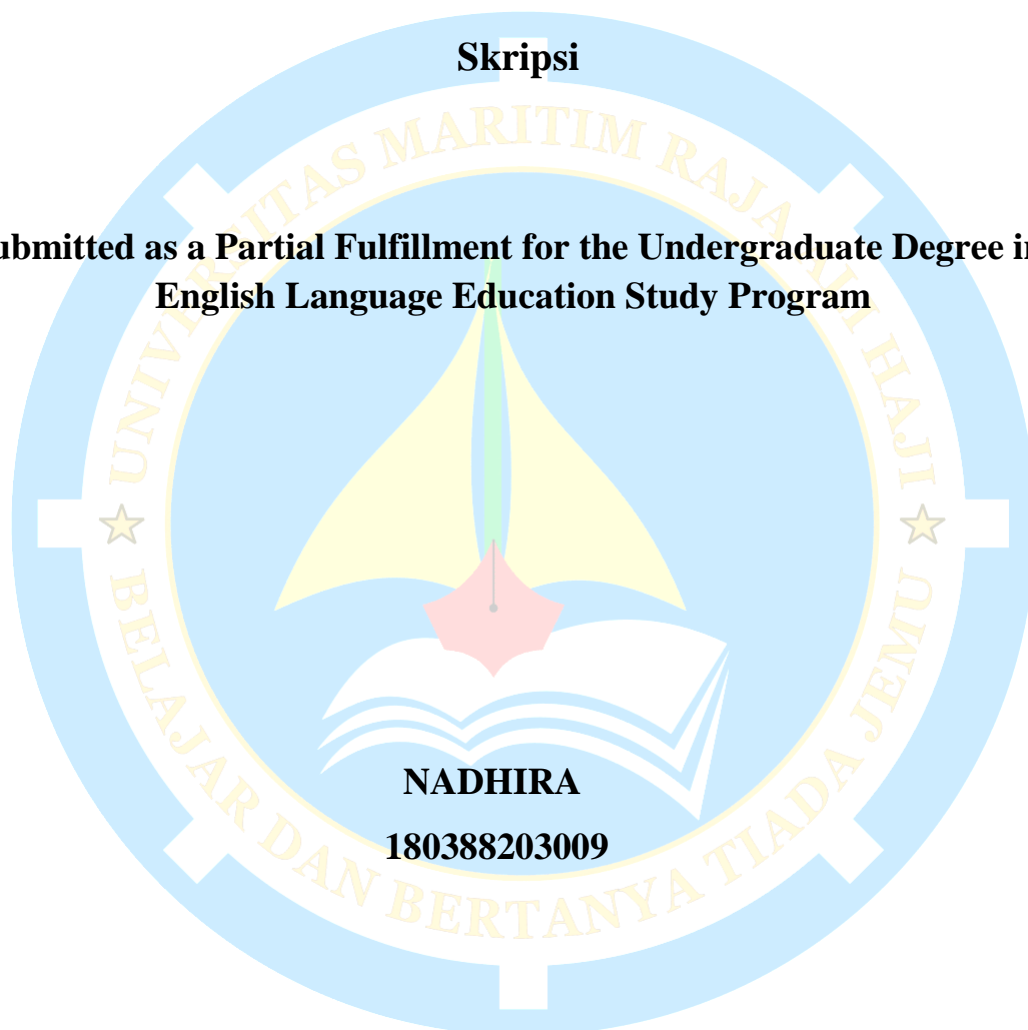 Skripsi
UNIVERSITAS MARITIM RAJA ALI HAJI
ubmitted as a Partial Fulfillment for the Undergraduate Degree in
English Language Education Study Program
NADHIRA
180388203009
BELAJAR DAN BERTANYA TIADA JEMU